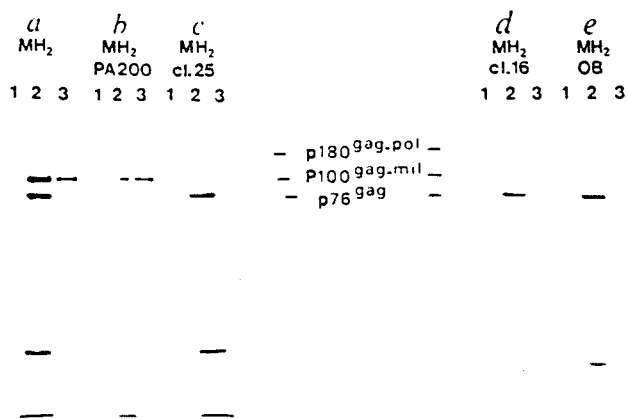 a b c d e
MH2 MH2 MH2 MH2 MH2
PA200 cl.25 cl.16 OB
1 2 3 1 2 3 1 2 3 1 2 3 1 2 3
– p180gag-pol –
– P100gag-mil –
– p76gag –